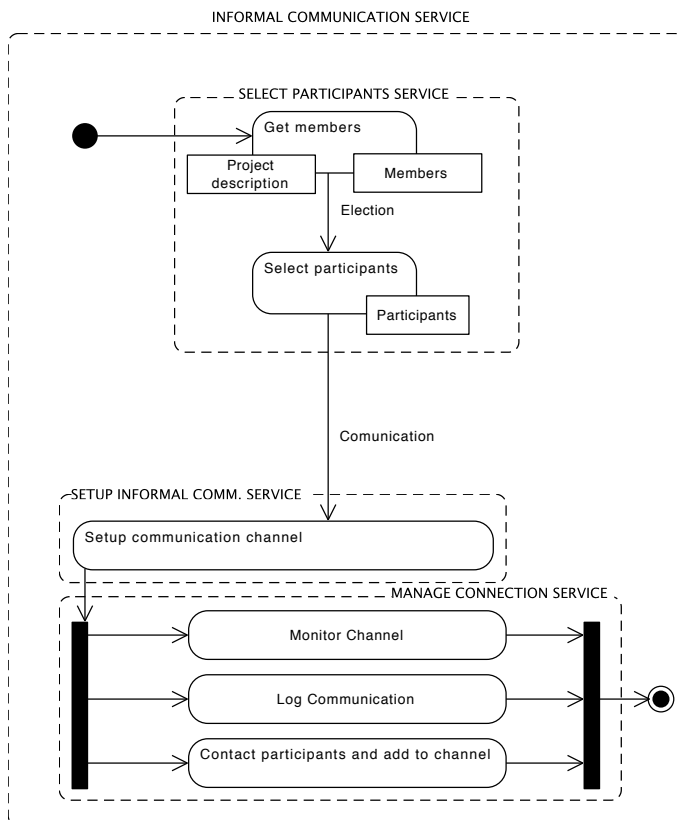 INFORMAL COMMUNICATION SERVICE
SELECT PARTICIPANTS SERVICE
Get members
Project
description
Members
Election
Select participants
Participants
Comunication
SETUP INFORMAL COMM. SERVICE
Setup communication channel
MANAGE CONNECTION SERVICE
Monitor Channel
Log Communication
Contact participants and add to channel